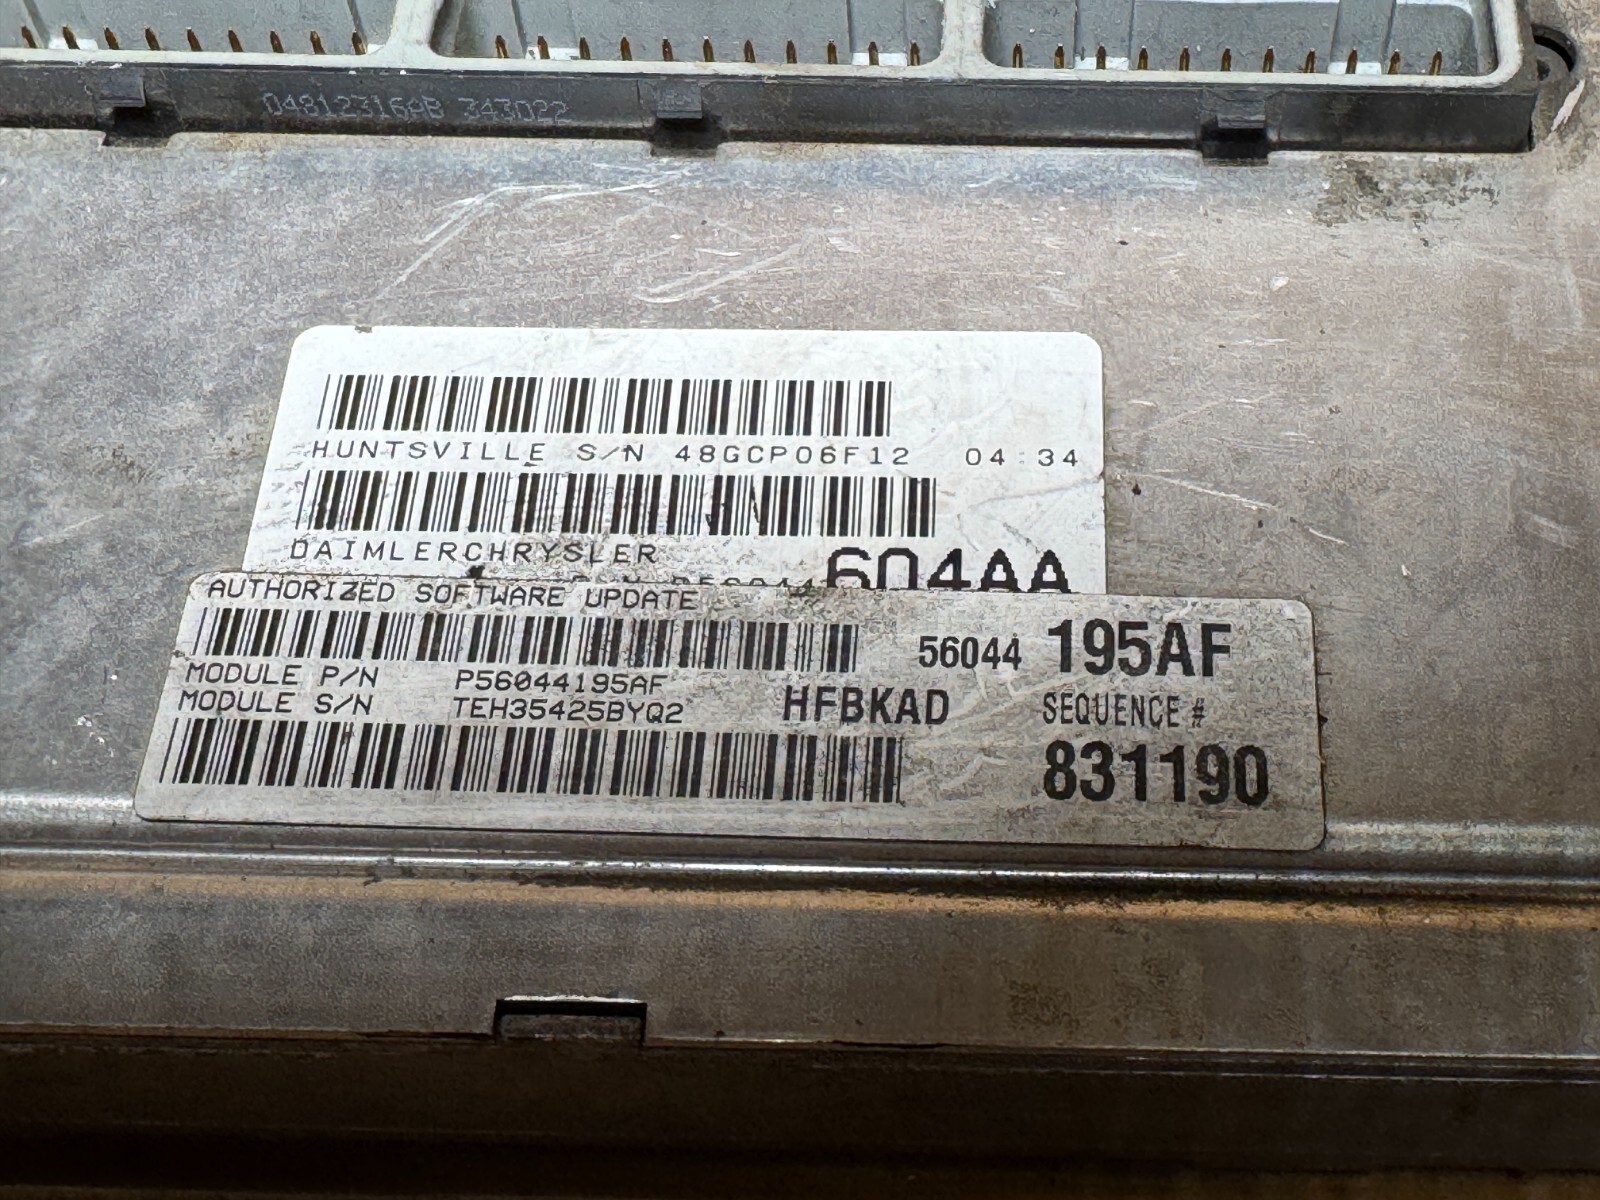 04812316AB 343022
HUNTSVILLE S/N 48GCP06F12 04:34
DAIMLERCHRYSLER
604AA
AUTHORIZED SOFTWARE UPDATE
56044 195AF
MODULE P/N P56044195AF
MODULE S/N TEH35425BYQ2 HFBKAD SEQUENCE #
831190